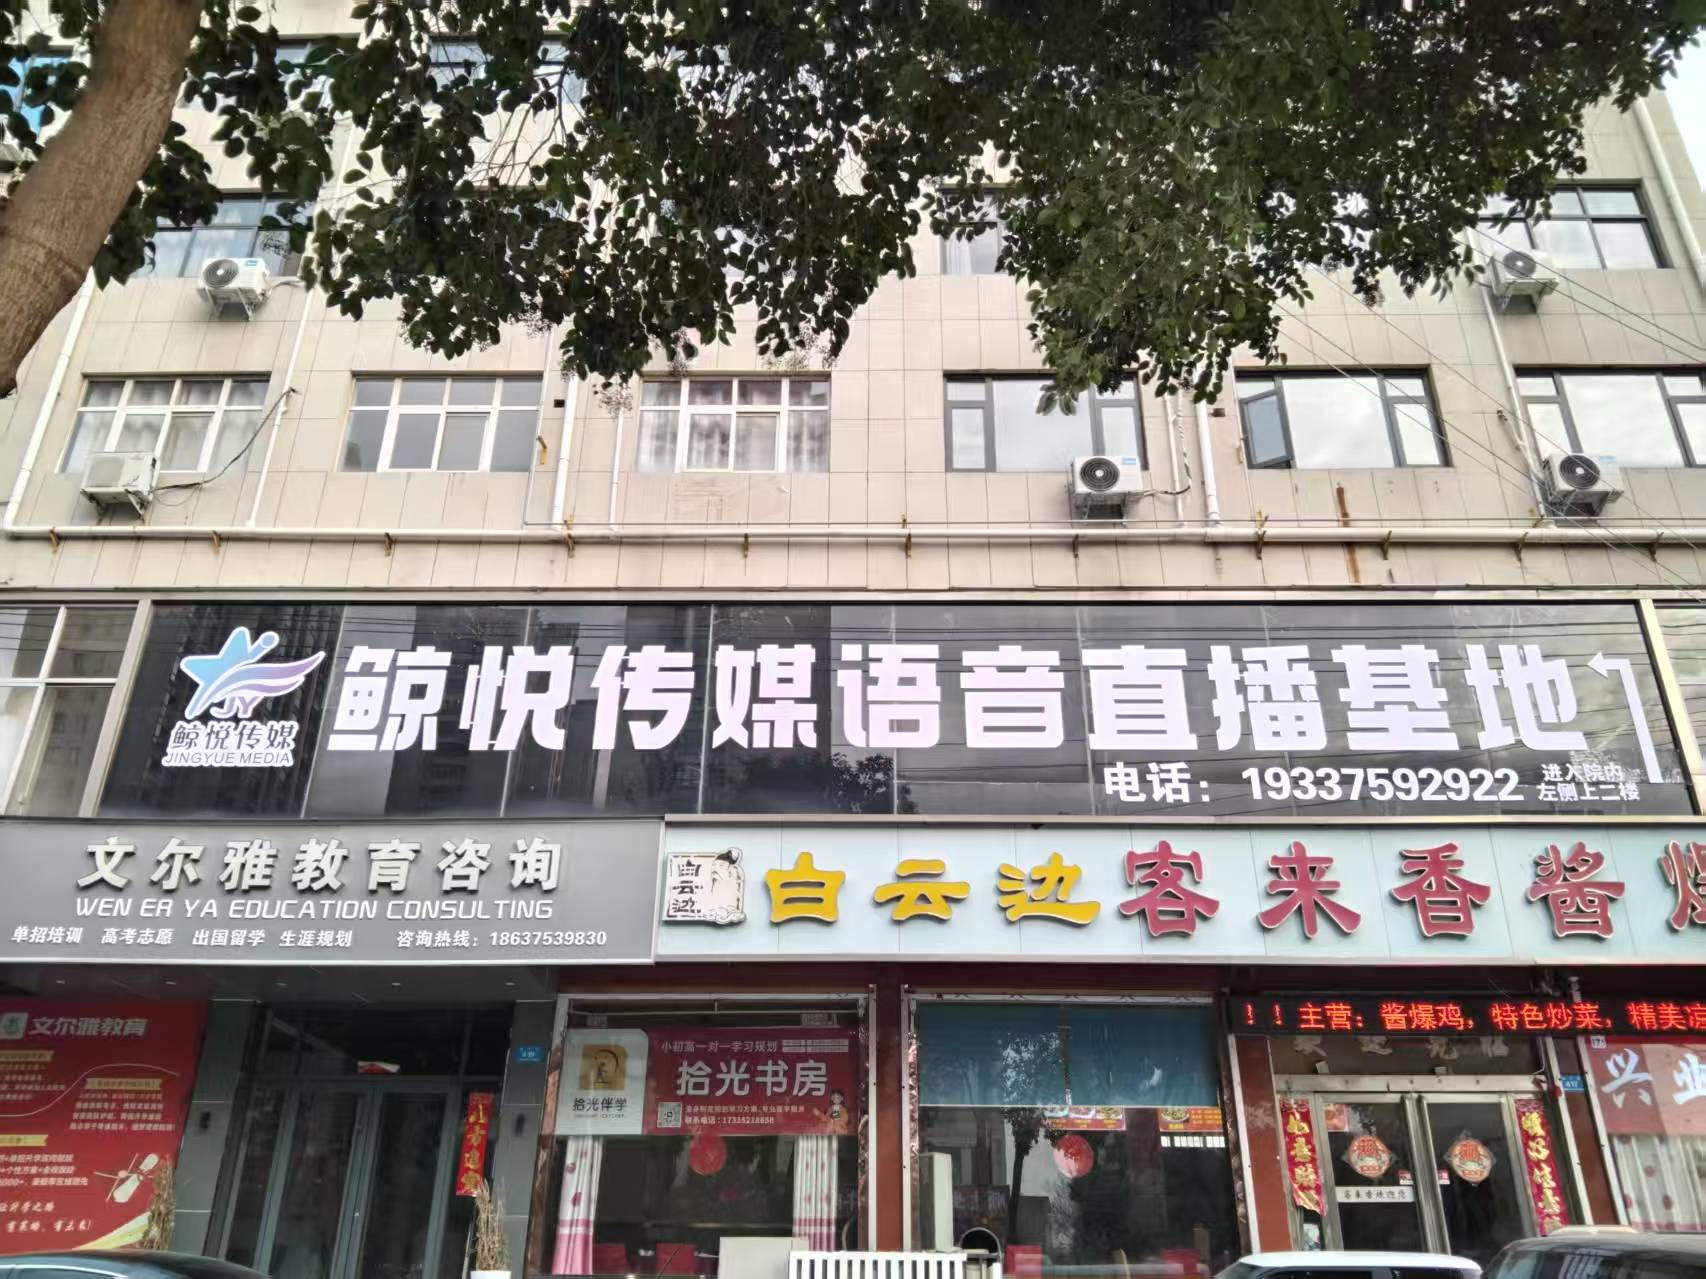 鲸悦传媒语音直播基地
JY
鲸悦传媒
JINGYUE MEDIA
电话：19337592922
进入院内
左侧上二楼
文尔雅教育咨询
WEN ER YA EDUCATION CONSULTING
单招培训 高考志愿 出国留学 生涯规划 咨询热线：18637539830
白云边
白云边客来香酱爆
！！主营：酱爆鸡，特色炒菜，精美凉
文尔雅教育
小初高一对一学习规划
拾光书房
拾光伴学
兴业